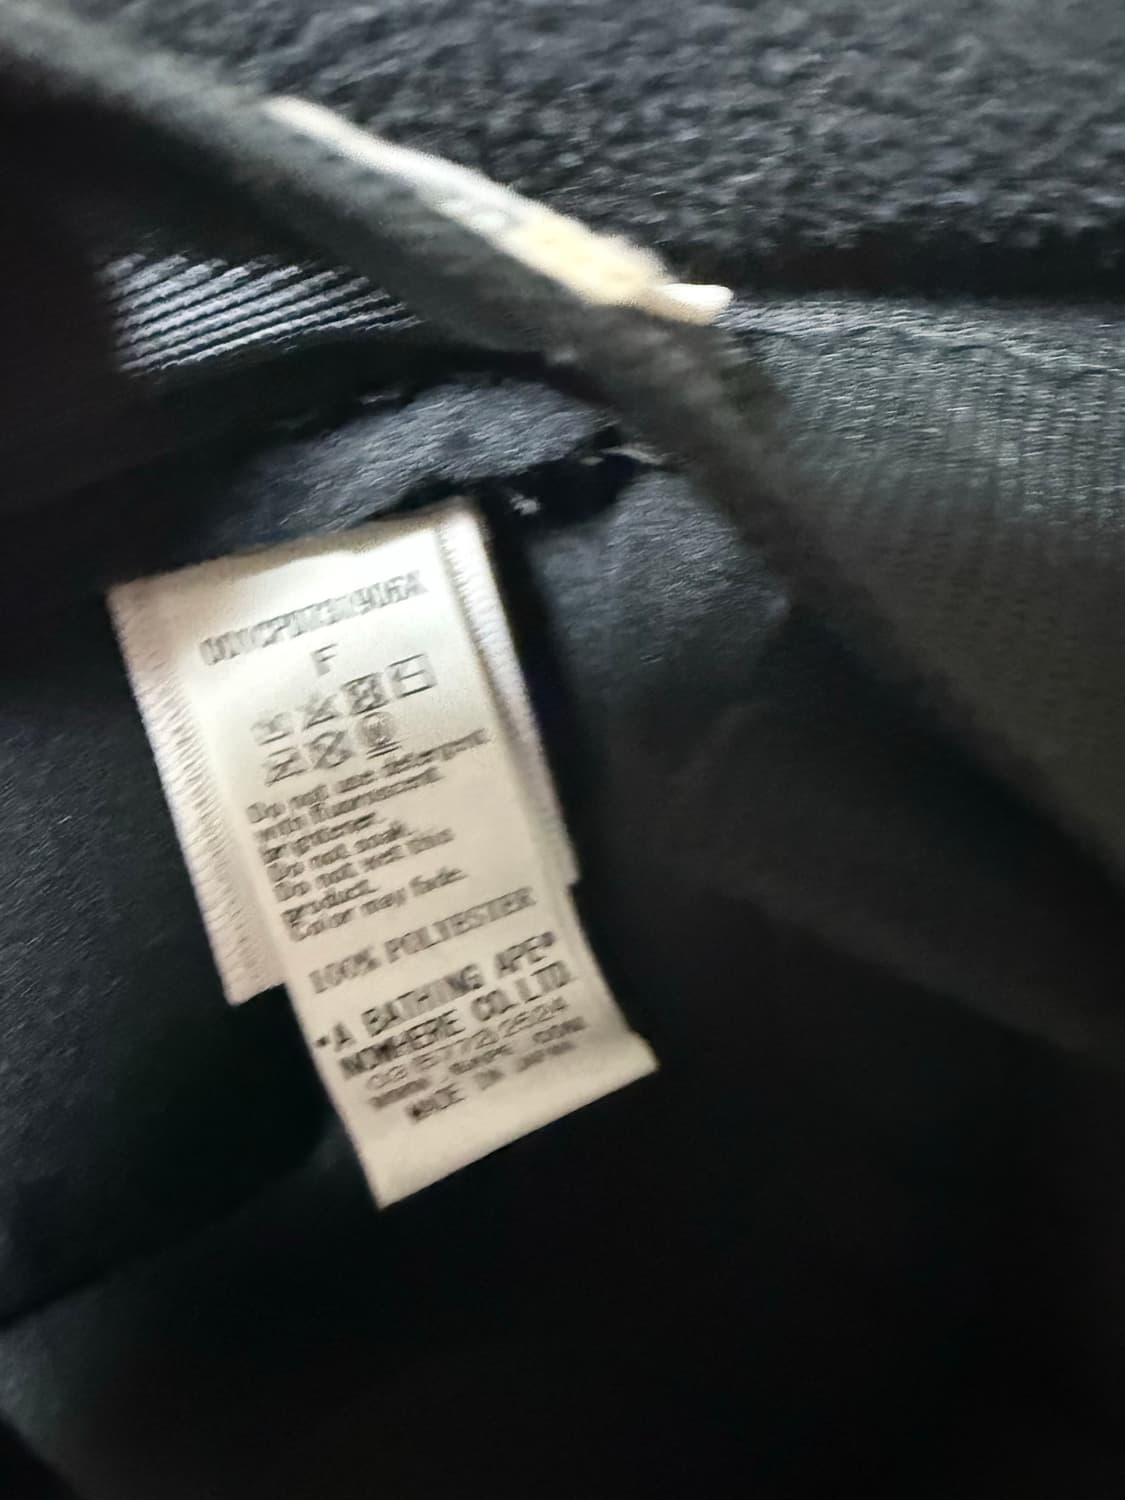 F
Do not use detergent
with fluorescent
brightener.
Do not soak.
Do not wet this
product.
Color may fade.
100% POLYESTER
*A BATHING APE*
NOWHERE CO. LTD.
MADE IN JAPAN